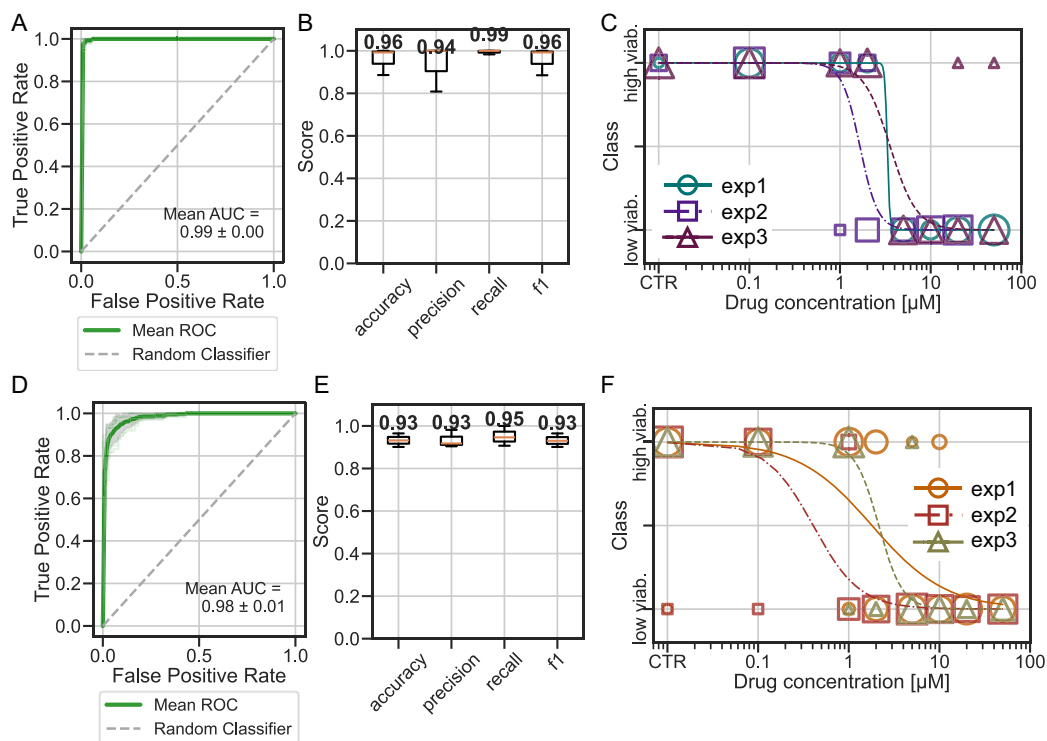 A
True Positive Rate
1.0
0.8
0.6
0.4
0.2
0.0
Mean AUC =
0.99 ± 0.00
0.0
0.5
1.0
False Positive Rate
Mean ROC
Random Classifier
B
Score
1.0
0.8
0.6
0.4
0.2
0.0
0.96
0.94
0.99
0.96
accuracy
precision
recall
f1
C
Class
high viab.
low viab.
exp1
exp2
exp3
CTR
0.1
1
10
100
Drug concentration [µM]
D
True Positive Rate
1.0
0.8
0.6
0.4
0.2
0.0
Mean AUC =
0.98 ± 0.01
0.0
0.5
1.0
False Positive Rate
Mean ROC
Random Classifier
E
Score
1.0
0.8
0.6
0.4
0.2
0.0
0.93
0.93
0.95
0.93
accuracy
precision
recall
f1
F
Class
high viab.
low viab.
exp1
exp2
exp3
CTR
0.1
1
10
100
Drug concentration [µM]